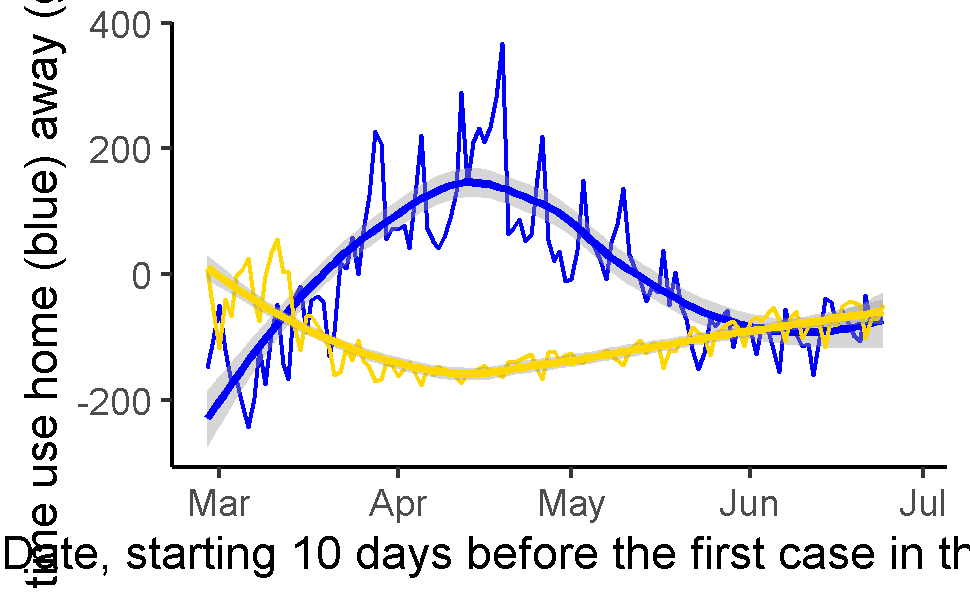 400
200
0
-200
time use home (blue) away (
Mar Apr May Jun Jul
Date, starting 10 days before the first case in th